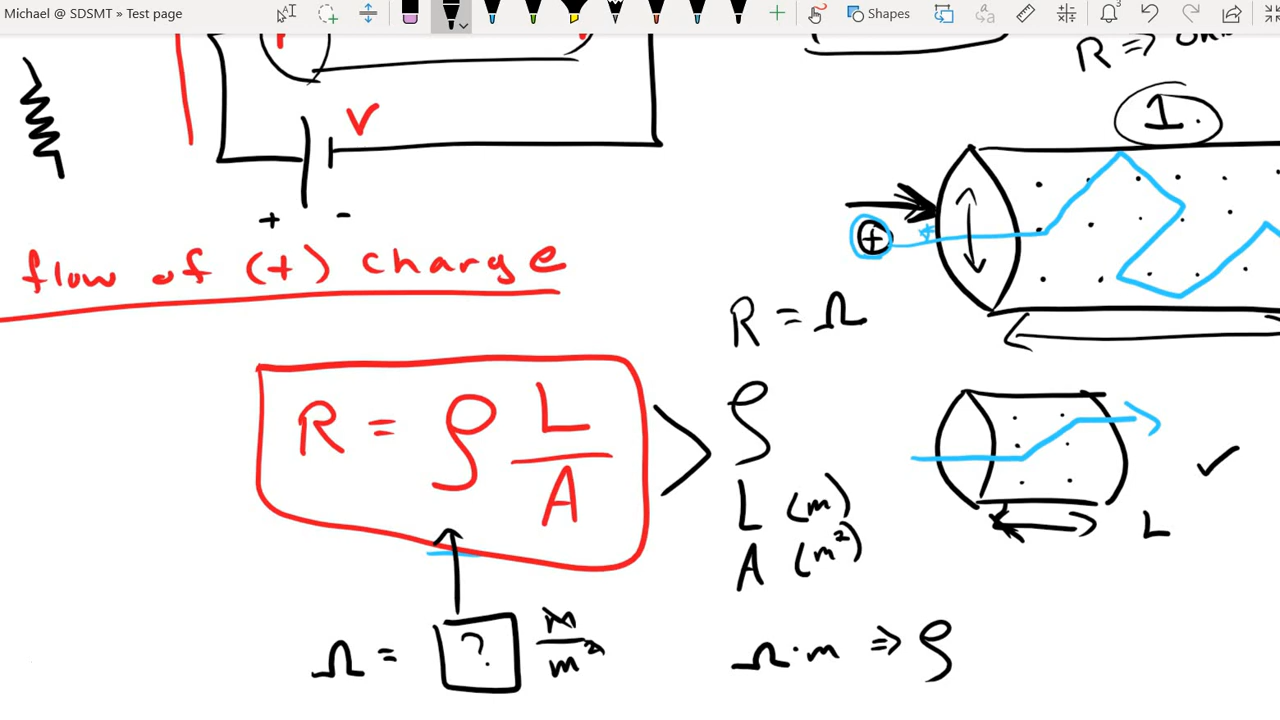 Michael @ SDSMT » Test page
Shapes
R ⇒
V
+ -
1.
+
flow of (+) charge
R = Ω
R = ρ L/A
ρ
L (m)
A (m²)
L
Ω = ? m/m²
Ω·m ⇒ ρ